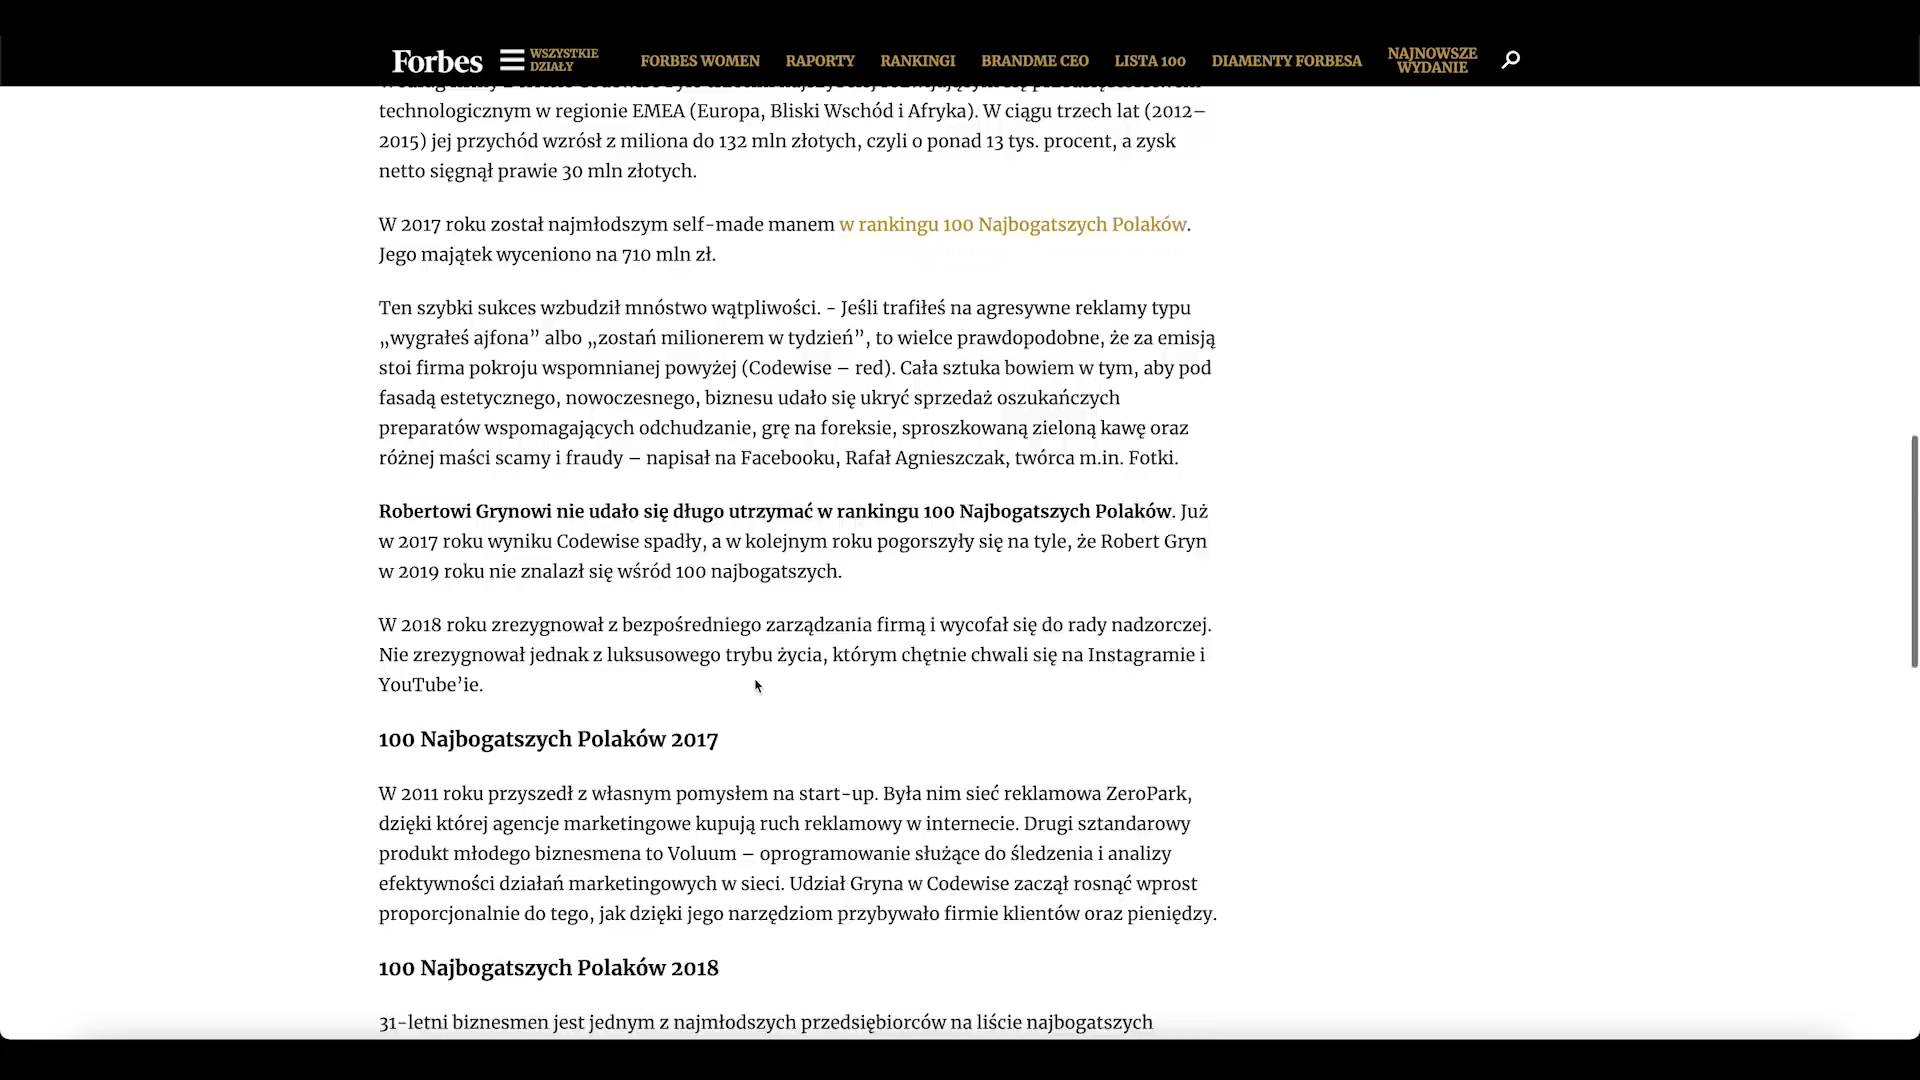 Forbes
WSZYSTKIE
DZIAŁY
FORBES WOMEN
RAPORTY
RANKINGI
BRANDME CEO
LISTA 100
DIAMENTY FORBESA
NAJNOWSZE
WYDANIE
technologicznym w regionie EMEA (Europa, Bliski Wschód i Afryka). W ciągu trzech lat (2012–
2015) jej przychód wzrósł z miliona do 132 mln złotych, czyli o ponad 13 tys. procent, a zysk
netto sięgnął prawie 30 mln złotych.
W 2017 roku został najmłodszym self-made manem w rankingu 100 Najbogatszych Polaków.
Jego majątek wyceniono na 710 mln zł.
Ten szybki sukces wzbudził mnóstwo wątpliwości. - Jeśli trafiłeś na agresywne reklamy typu
„wygrałeś ajfona” albo „zostań milionerem w tydzień”, to wielce prawdopodobne, że za emisją
stoi firma pokroju wspomnianej powyżej (Codewise – red). Cała sztuka bowiem w tym, aby pod
fasadą estetycznego, nowoczesnego, biznesu udało się ukryć sprzedaż oszukańczych
preparatów wspomagających odchudzanie, grę na foreksie, sproszkowaną zieloną kawę oraz
różnej maści scamy i fraudy – napisał na Facebooku, Rafał Agnieszczak, twórca m.in. Fotki.
Robertowi Grynowi nie udało się długo utrzymać w rankingu 100 Najbogatszych Polaków. Już
w 2017 roku wyniku Codewise spadły, a w kolejnym roku pogorszyły się na tyle, że Robert Gryn
w 2019 roku nie znalazł się wśród 100 najbogatszych.
W 2018 roku zrezygnował z bezpośredniego zarządzania firmą i wycofał się do rady nadzorczej.
Nie zrezygnował jednak z luksusowego trybu życia, którym chętnie chwali się na Instagramie i
YouTube’ie.
100 Najbogatszych Polaków 2017
W 2011 roku przyszedł z własnym pomysłem na start-up. Była nim sieć reklamowa ZeroPark,
dzięki której agencje marketingowe kupują ruch reklamowy w internecie. Drugi sztandarowy
produkt młodego biznesmena to Voluum – oprogramowanie służące do śledzenia i analizy
efektywności działań marketingowych w sieci. Udział Gryna w Codewise zaczął rosnąć wprost
proporcjonalnie do tego, jak dzięki jego narzędziom przybywało firmie klientów oraz pieniędzy.
100 Najbogatszych Polaków 2018
31-letni biznesmen jest jednym z najmłodszych przedsiębiorców na liście najbogatszych